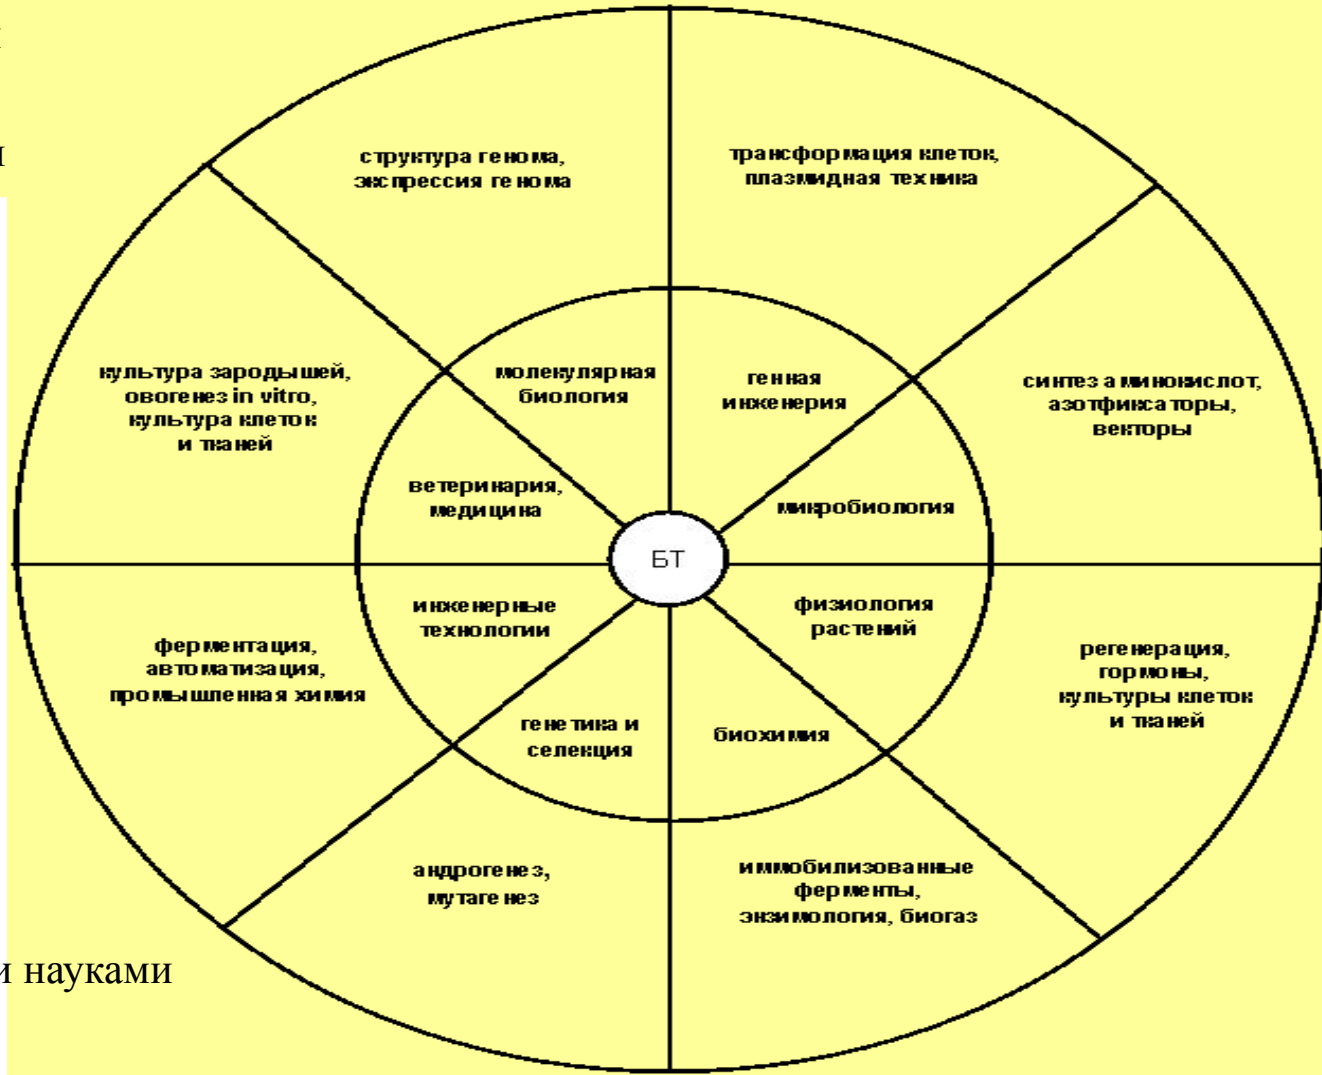 структура генома,
экспрессия генома
трансформация клеток,
плазмидная техника
культура зародышей,
овогенез in vitro,
культура клеток
и тканей
молекулярная
биология
генная
инженерия
синтез аминокислот,
азотфиксаторы,
векторы
ветеринария,
медицина
микробиология
БТ
инженерные
технологии
физиология
растений
ферментация,
автоматизация,
промышленная химия
регенерация,
гормоны,
культуры клеток
и тканей
генетика и
селекция
биохимия
андрогенез,
мутагенез
иммобилизованные
ферменты,
энзимология, биогаз
и науками